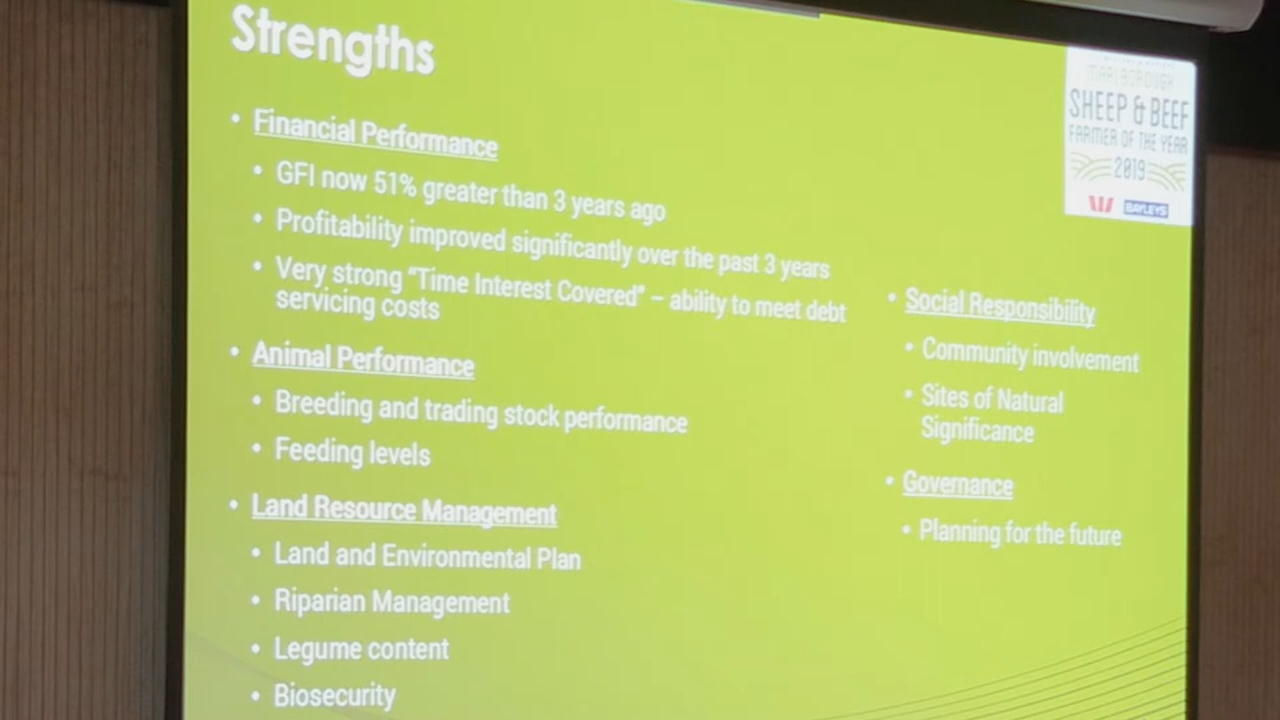 Strengths
• Financial Performance
• GFI now 51% greater than 3 years ago
• Profitability improved significantly over the past 3 years
• Very strong “Time Interest Covered” – ability to meet debt
servicing costs
• Animal Performance
• Breeding and trading stock performance
• Feeding levels
• Land Resource Management
• Land and Environmental Plan
• Riparian Management
• Legume content
• Biosecurity
• Social Responsibility
• Community involvement
• Sites of Natural
Significance
• Governance
• Planning for the future
MARLBOROUGH
SHEEP & BEEF
FARMER OF THE YEAR
2019
BAYLEYS